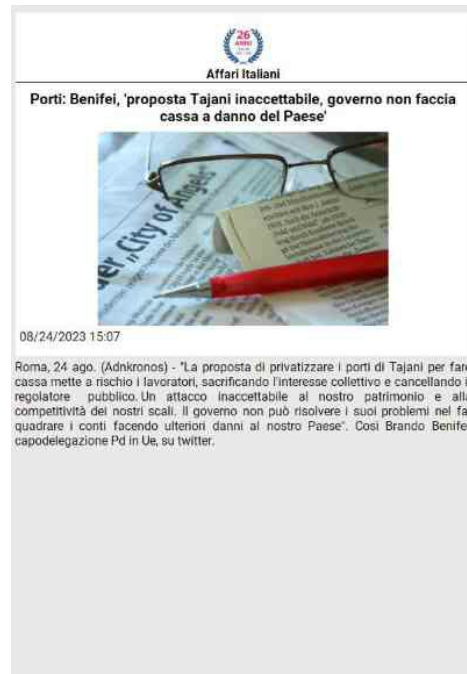 26
ANNO
Affari Italiani
Porti: Benifei, 'proposta Tajani inaccettabile, governo non faccia
cassa a danno del Paese'
er „City of
Angels"
08/24/2023 15:07
Roma, 24 ago. (Adnkronos) - "La proposta di privatizzare i porti di Tajani per fare
cassa mette a rischio i lavoratori, sacrificando l'interesse collettivo e cancellando i
regolatore pubblico. Un attacco inaccettabile al nostro patrimonio e alla
competitività dei nostri scali. Il governo non può risolvere i suoi problemi nel fa
quadrare i conti facendo ulteriori danni al nostro Paese". Così Brando Benife
capodelegazione Pd in Ue, su twitter.